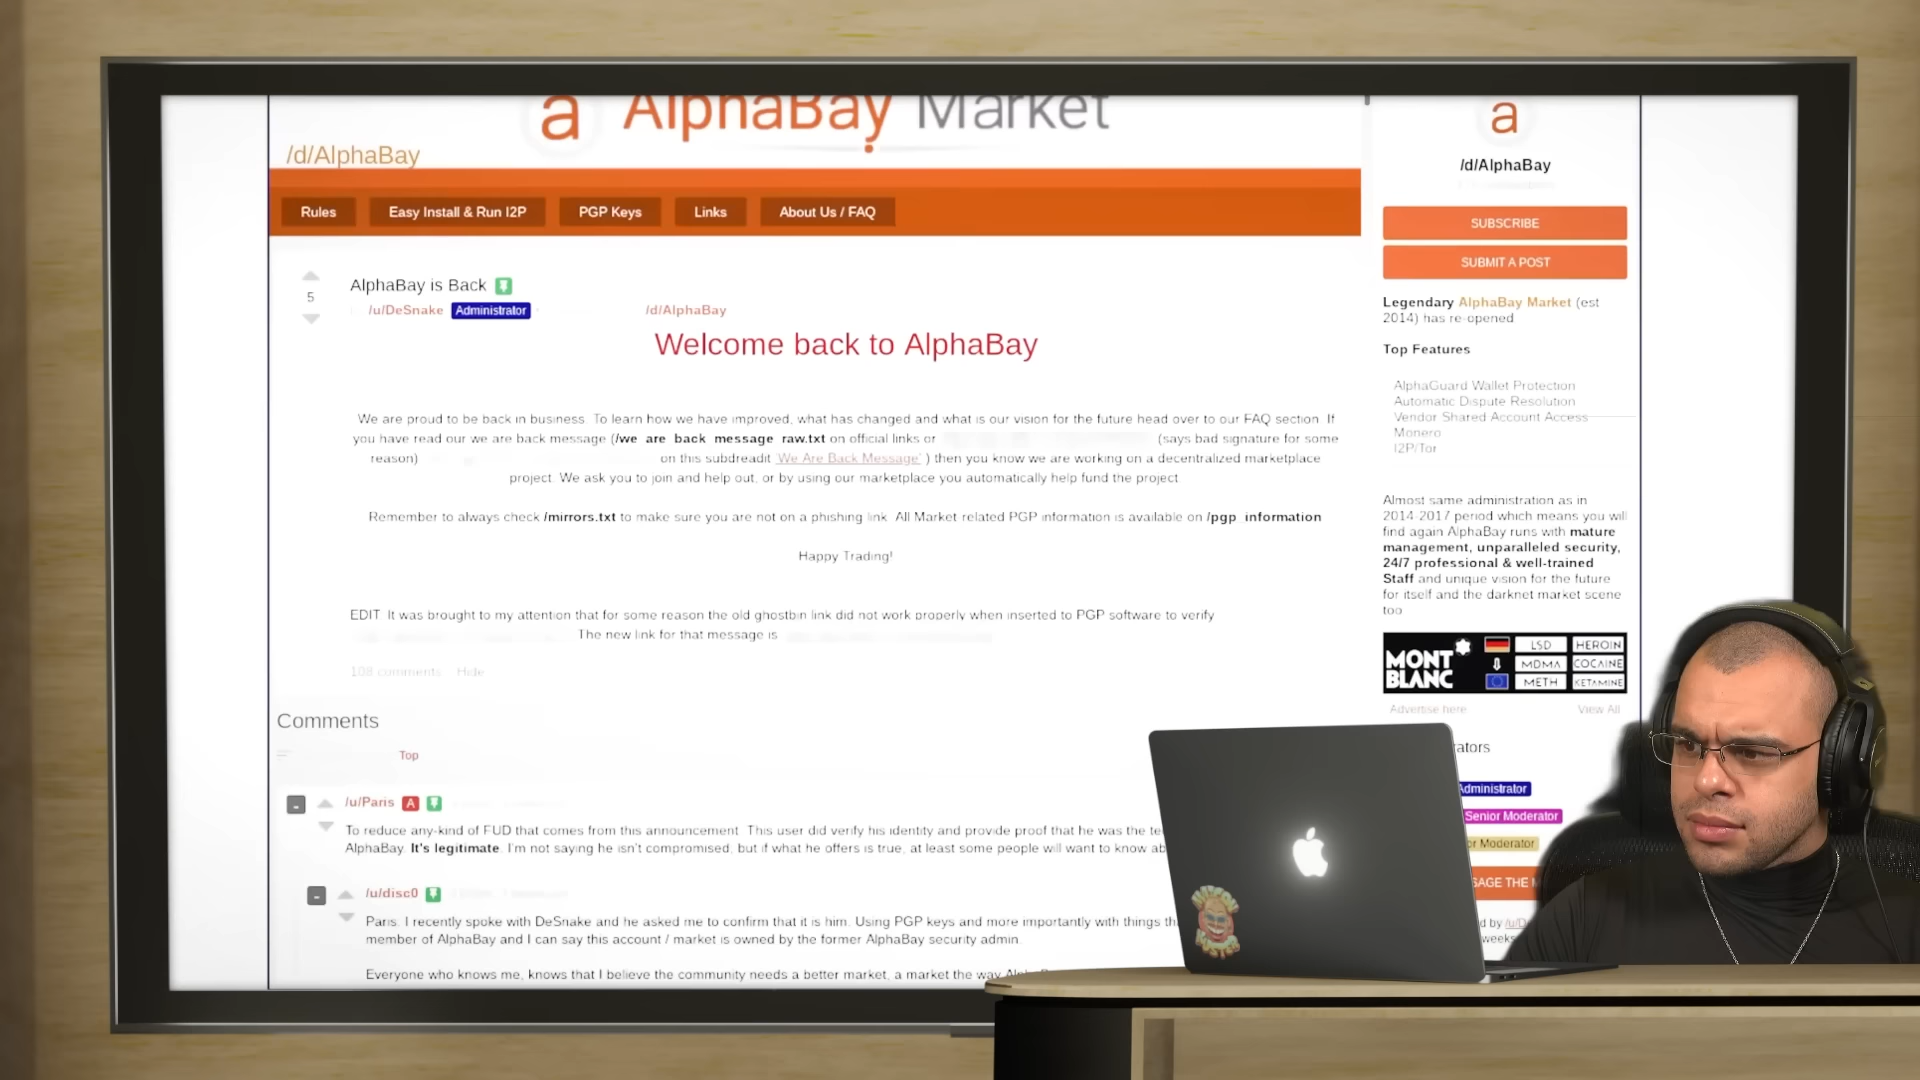 a AlphaBay Market
/d/AlphaBay
Rules Easy Install & Run I2P PGP Keys Links About Us / FAQ
5
AlphaBay is Back
/u/DeSnake Administrator /d/AlphaBay
Welcome back to AlphaBay
We are proud to be back in business. To learn how we have improved, what has changed and what is our vision for the future head over to our FAQ section. If
you have read our we are back message (/we_are_back_message_raw.txt on official links or (says bad signature for some
reason) on this subdreadit 'We Are Back Message' ) then you know we are working on a decentralized marketplace
project. We ask you to join and help out, or by using our marketplace you automatically help fund the project.
Remember to always check /mirrors.txt to make sure you are not on a phishing link. All Market related PGP information is available on /pgp_information
Happy Trading!
EDIT: It was brought to my attention that for some reason the old ghostbin link did not work properly when inserted to PGP software to verify
The new link for that message is
108 comments Hide
Comments
Top
- /u/Paris A
To reduce any-kind of FUD that comes from this announcement. This user did verify his identity and provide proof that he was the
AlphaBay. It's legitimate. I'm not saying he isn't compromised, but if what he offers is true, at least some people will want to know
- /u/disc0
Paris. I recently spoke with DeSnake and he asked me to confirm that it is him. Using PGP keys and more importantly with things
member of AlphaBay and I can say this account / market is owned by the former AlphaBay security admin.
Everyone who knows me, knows that I believe the community needs a better market, a market the way
a
/d/AlphaBay
SUBSCRIBE
SUBMIT A POST
Legendary AlphaBay Market (est
2014) has re-opened
Top Features
AlphaGuard Wallet Protection
Automatic Dispute Resolution
Vendor Shared Account Access
Monero
I2P/Tor
Almost same administration as in
2014-2017 period which means you will
find again AlphaBay runs with mature
management, unparalleled security,
24/7 professional & well-trained
Staff and unique vision for the future
for itself and the darknet market scene
too
MONT BLANC
LSD HEROIN
MDMA COCAINE
METH KETAMINE
Advertise here View All
Administrator
Senior Moderator
Moderator